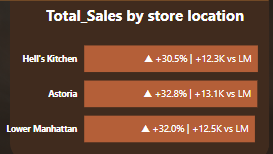 Total_Sales by store location
Hell's Kitchen ▲ +30.5% | +12.3K vs LM
Astoria ▲ +32.8% | +13.1K vs LM
Lower Manhattan ▲ +32.0% | +12.5K vs LM